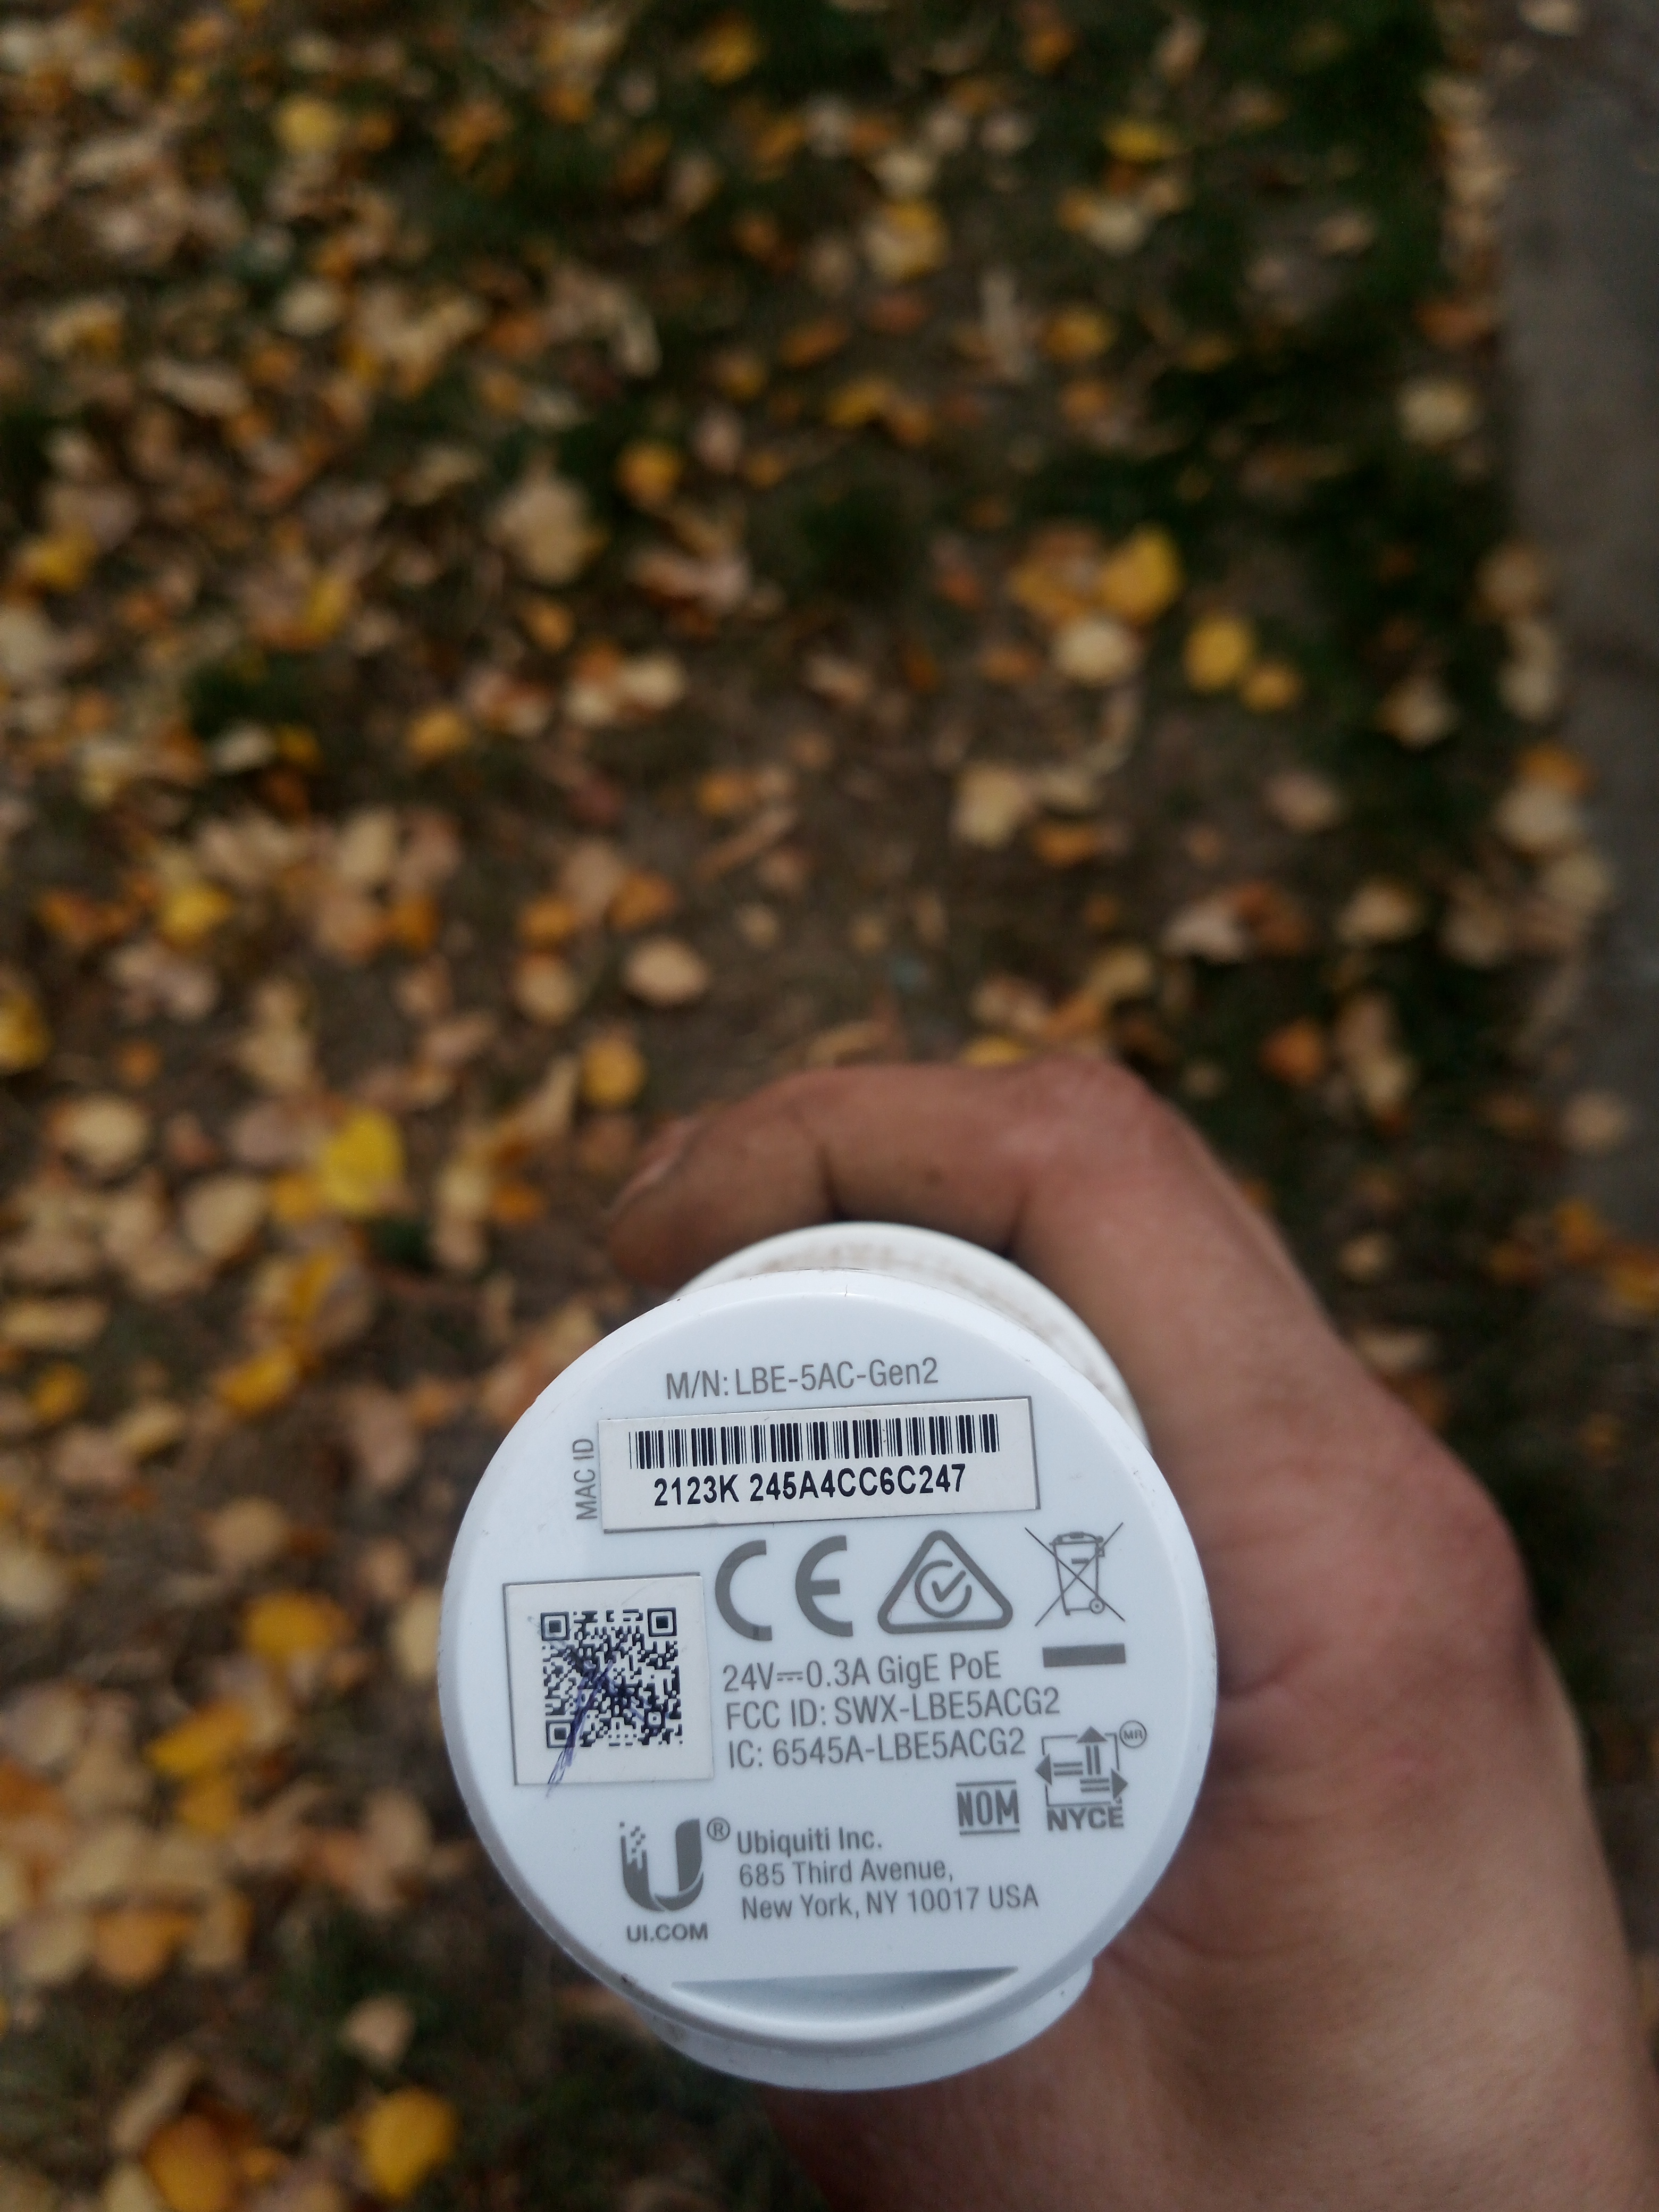 M/N: LBE-5AC-Gen2
MAC ID
2123K 245A4CC6C247
CE
24V⎓0.3A GigE PoE
FCC ID: SWX-LBE5ACG2
IC: 6545A-LBE5ACG2
MR
NOM
NYCE
U® Ubiquiti Inc.
685 Third Avenue,
New York, NY 10017 USA
UI.COM